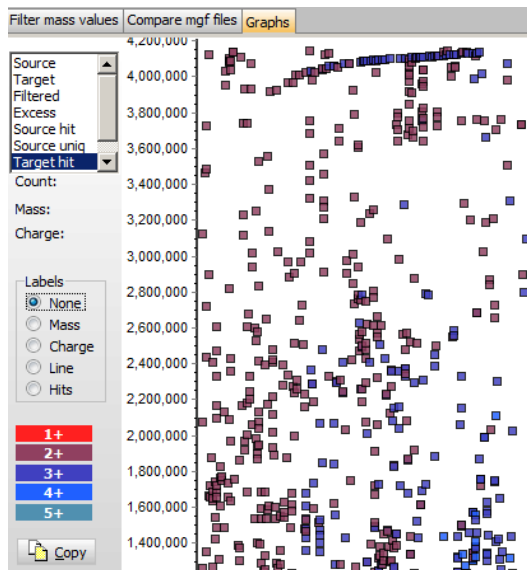 Filter mass values Compare mgf files Graphs
Source
Target
Filtered
Excess
Source hit
Source uniq
Target hit
Count:
Mass:
Charge:
Labels
None
Mass
Charge
Line
Hits
1+
2+
3+
4+
5+
Copy
4,200,000
4,000,000
3,800,000
3,600,000
3,400,000
3,200,000
3,000,000
2,800,000
2,600,000
2,400,000
2,200,000
2,000,000
1,800,000
1,600,000
1,400,000